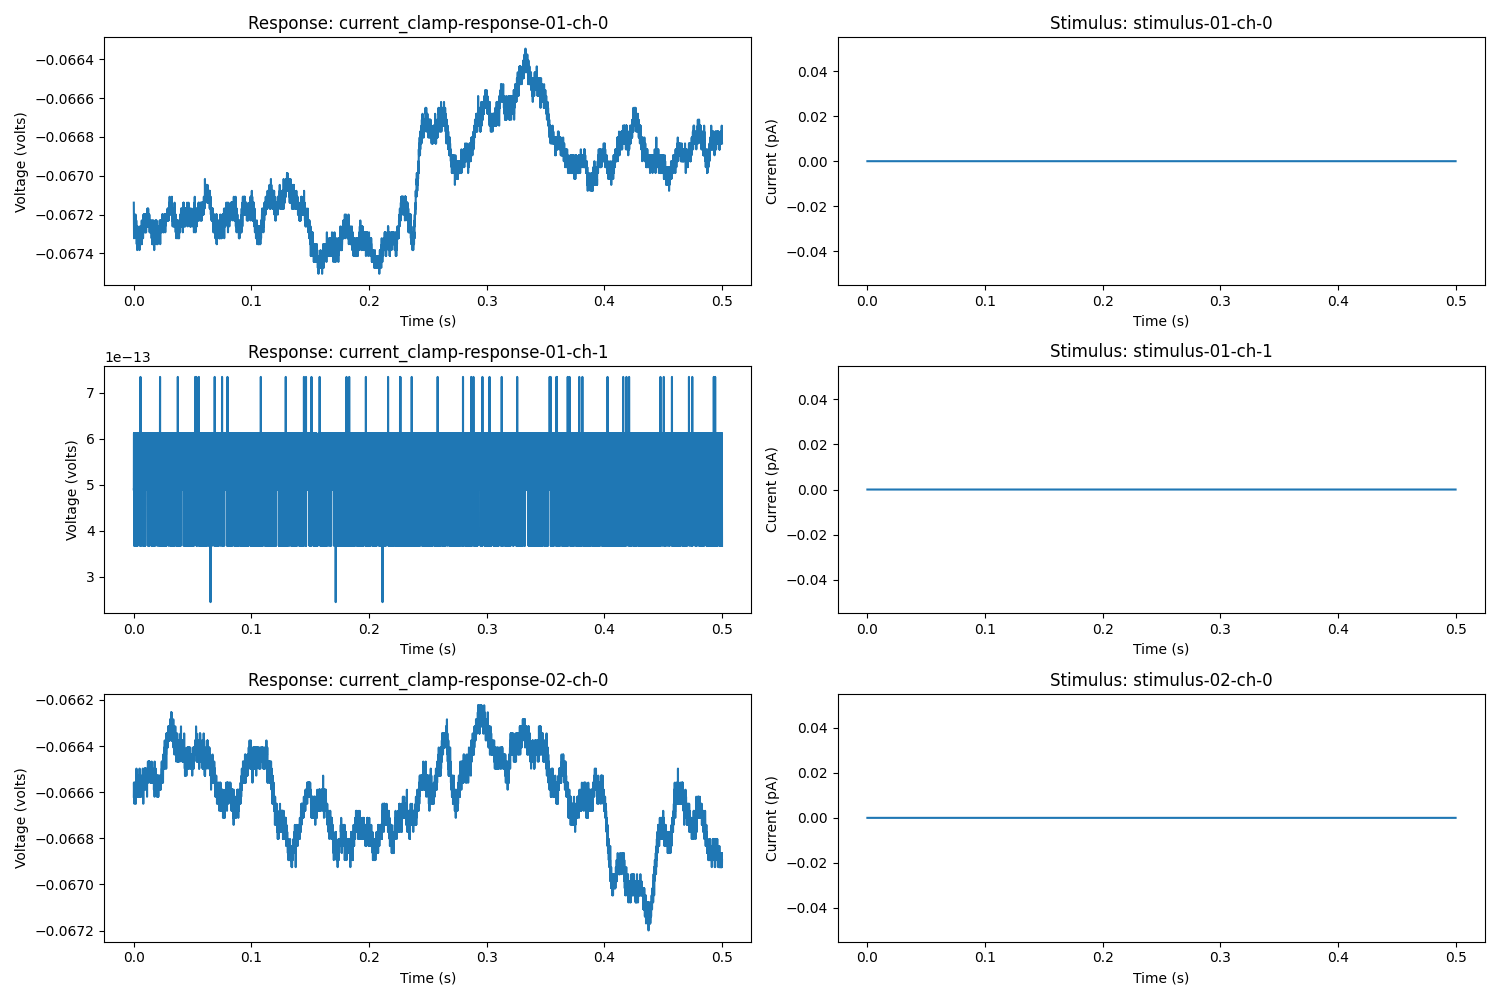 Response: current_clamp-response-01-ch-0
Voltage (volts)
−0.0664
−0.0666
−0.0668
−0.0670
−0.0672
−0.0674
0.0 0.1 0.2 0.3 0.4 0.5
Time (s)
Stimulus: stimulus-01-ch-0
Current (pA)
0.04
0.02
0.00
−0.02
−0.04
0.0 0.1 0.2 0.3 0.4 0.5
Time (s)
Response: current_clamp-response-01-ch-1
1e−13
Voltage (volts)
7
6
5
4
3
0.0 0.1 0.2 0.3 0.4 0.5
Time (s)
Stimulus: stimulus-01-ch-1
Current (pA)
0.04
0.02
0.00
−0.02
−0.04
0.0 0.1 0.2 0.3 0.4 0.5
Time (s)
Response: current_clamp-response-02-ch-0
Voltage (volts)
−0.0662
−0.0664
−0.0666
−0.0668
−0.0670
−0.0672
0.0 0.1 0.2 0.3 0.4 0.5
Time (s)
Stimulus: stimulus-02-ch-0
Current (pA)
0.04
0.02
0.00
−0.02
−0.04
0.0 0.1 0.2 0.3 0.4 0.5
Time (s)